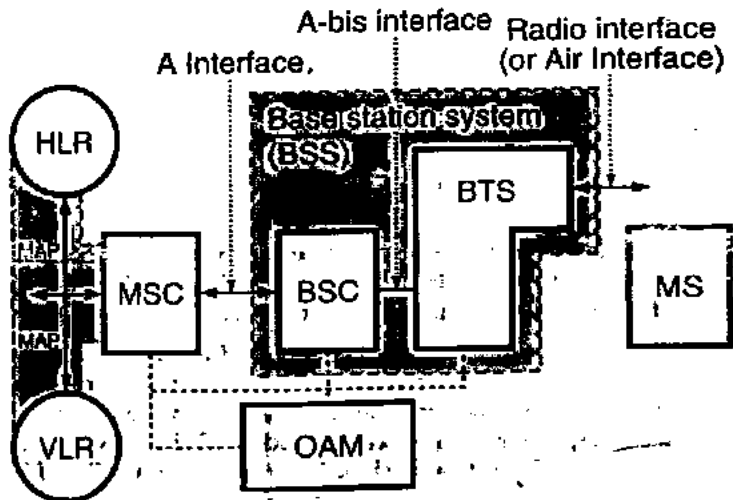 A-bis interface
Radio interface
(or Air Interface)
A Interface,
Base station system
(BSS)
HLR
BTS
MAP
MSC
BSC
MS
MAP
VLR
OAM